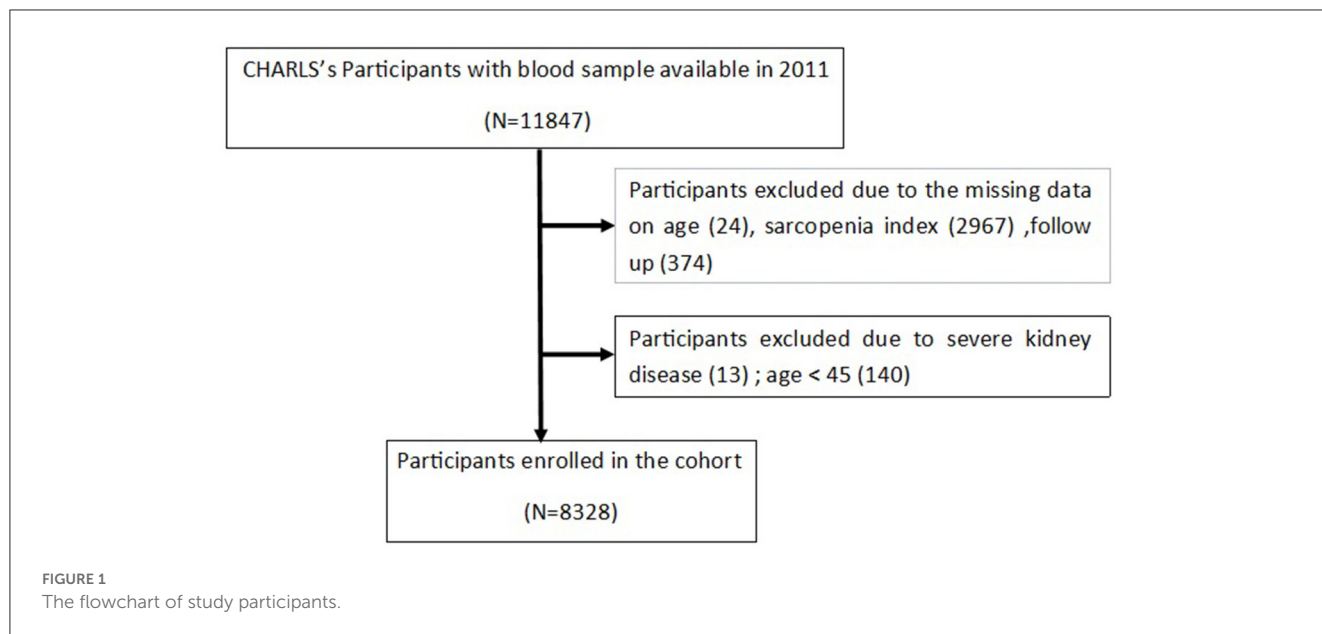 CHARLS's Participants with blood sample available in 2011
(N=11847)
Participants excluded due to the missing data
on age (24), sarcopenia index (2967) ,follow
up (374)
Participants excluded due to severe kidney
disease (13) ; age < 45 (140)
Participants enrolled in the cohort
(N=8328)
FIGURE 1
The flowchart of study participants.